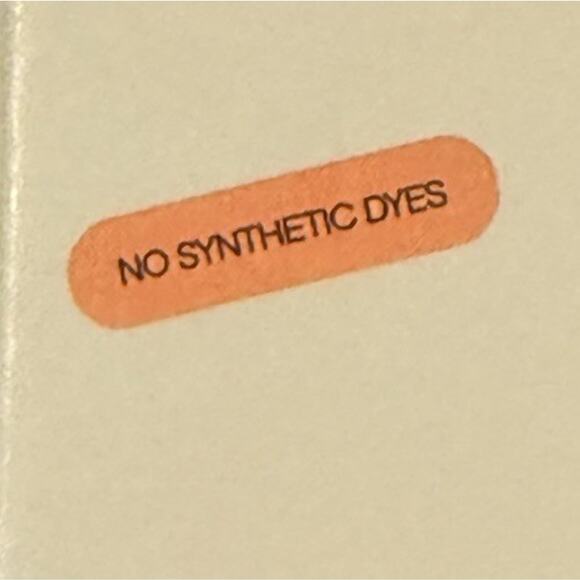 NO SYNTHETIC DYES